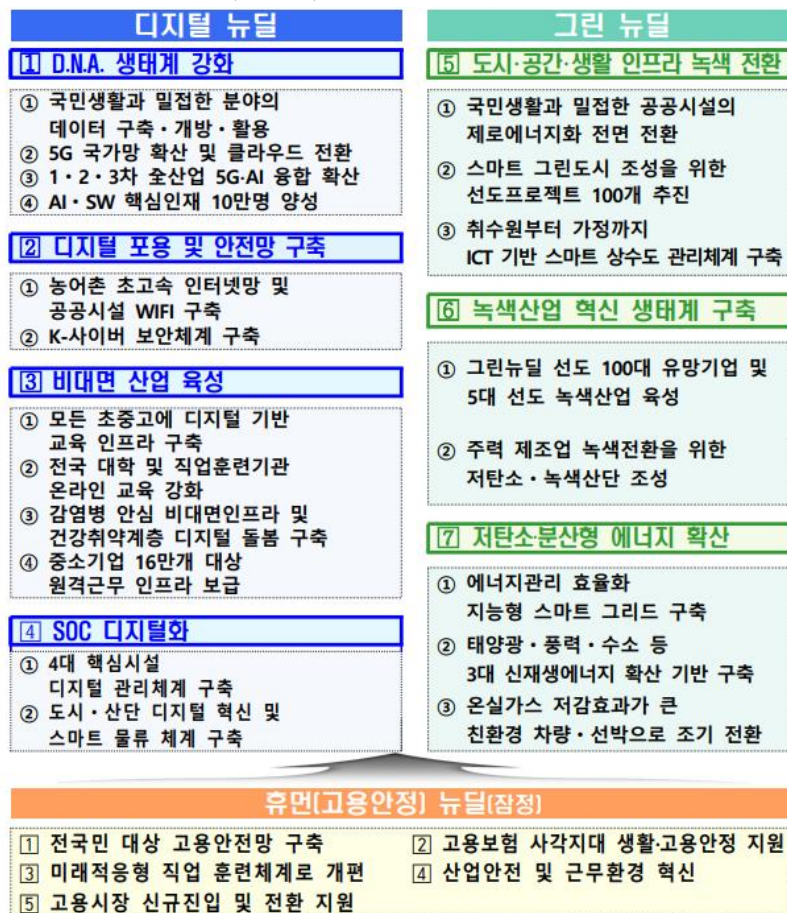 디지털 뉴딜
1 D.N.A. 생태계 강화
① 국민생활과 밀접한 분야의
데이터 구축·개방·활용
② 5G 국가망 확산 및 클라우드 전환
③ 1·2·3차 全산업 5G·AI 융합 확산
④ AI·SW 핵심인재 10만명 양성
2 디지털 포용 및 안전망 구축
① 농어촌 초고속 인터넷망 및
공공시설 WIFI 구축
② K-사이버 보안체계 구축
3 비대면 산업 육성
① 모든 초중고에 디지털 기반
교육 인프라 구축
② 전국 대학 및 직업훈련기관
온라인 교육 강화
③ 감염병 안심 비대면인프라 및
건강취약계층 디지털 돌봄 구축
④ 중소기업 16만개 대상
원격근무 인프라 보급
4 SOC 디지털화
① 4대 핵심시설
디지털 관리체계 구축
② 도시·산단 디지털 혁신 및
스마트 물류 체계 구축
그린 뉴딜
5 도시·공간·생활 인프라 녹색 전환
① 국민생활과 밀접한 공공시설의
제로에너지화 전면 전환
② 스마트 그린도시 조성을 위한
선도프로젝트 100개 추진
③ 취수원부터 가정까지
ICT 기반 스마트 상수도 관리체계 구축
6 녹색산업 혁신 생태계 구축
① 그린뉴딜 선도 100대 유망기업 및
5대 선도 녹색산업 육성
② 주력 제조업 녹색전환을 위한
저탄소·녹색산단 조성
7 저탄소·분산형 에너지 확산
① 에너지관리 효율화
지능형 스마트 그리드 구축
② 태양광·풍력·수소 등
3대 신재생에너지 확산 기반 구축
③ 온실가스 저감효과가 큰
친환경 차량·선박으로 조기 전환
휴먼(고용안정) 뉴딜(잠정)
1 전국민 대상 고용안전망 구축
2 고용보험 사각지대 생활·고용안정 지원
3 미래적응형 직업 훈련체계로 개편
4 산업안전 및 근무환경 혁신
5 고용시장 신규진입 및 전환 지원